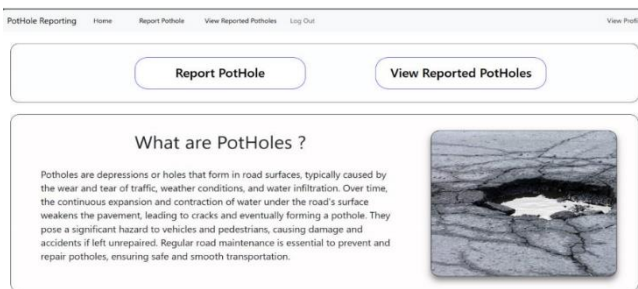 PotHole Reporting Home Report Pothole View Reported Potholes Log Out View Profi
Report PotHole View Reported PotHoles
What are PotHoles ?
Potholes are depressions or holes that form in road surfaces, typically caused by
the wear and tear of traffic, weather conditions, and water infiltration. Over time,
the continuous expansion and contraction of water under the road's surface
weakens the pavement, leading to cracks and eventually forming a pothole. They
pose a significant hazard to vehicles and pedestrians, causing damage and
accidents if left unrepaired. Regular road maintenance is essential to prevent and
repair potholes, ensuring safe and smooth transportation.